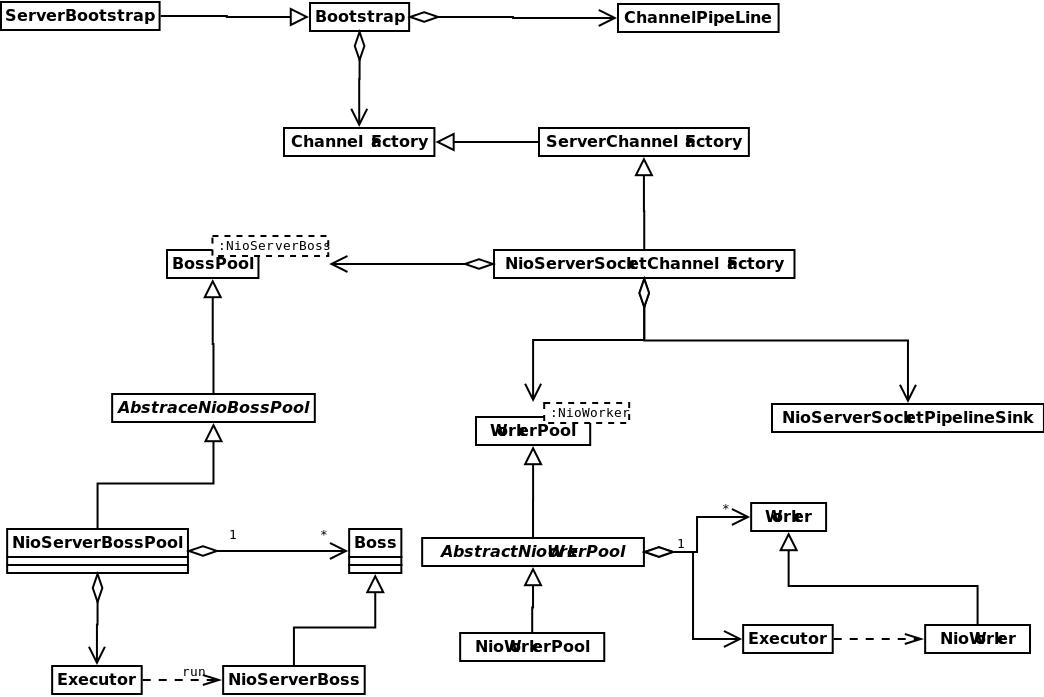 ServerBootstrap
Bootstrap
ChannelPipeLine
Channel Factory
ServerChannel Factory
:NioServerBoss
BossPool
NioServerSocketChannel Factory
AbstraceNioBossPool
:NioWorker
WorkerPool
NioServerSocketPipelineSink
NioServerBossPool
1
*
Boss
AbstractNioWorkerPool
1
*
Worker
NioWorkerPool
Executor
NioWorker
Executor
run
NioServerBoss